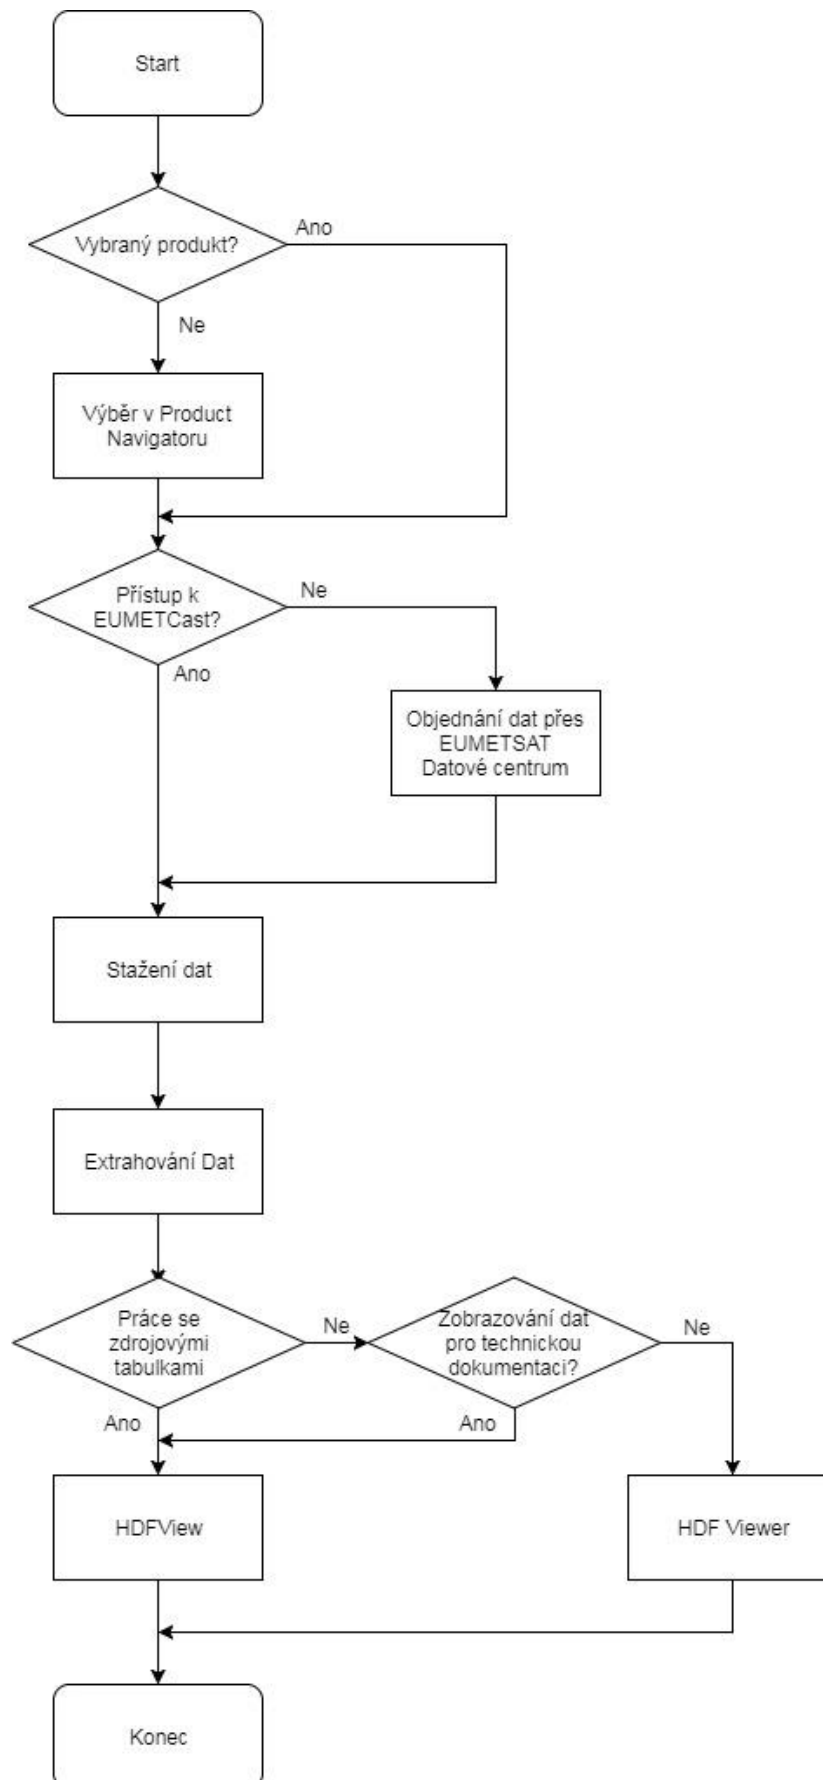 Start
Vybraný produkt?
Ano
Ne
Výběr v Product
Navigatoru
Přístup k
EUMETCast?
Ne
Ano
Objednání dat přes
EUMETSAT
Datové centrum
Stažení dat
Extrahování Dat
Práce se
zdrojovými
tabulkami
Ne
Zobrazování dat
pro technickou
dokumentaci?
Ne
Ano
Ano
HDFView
HDF Viewer
Konec